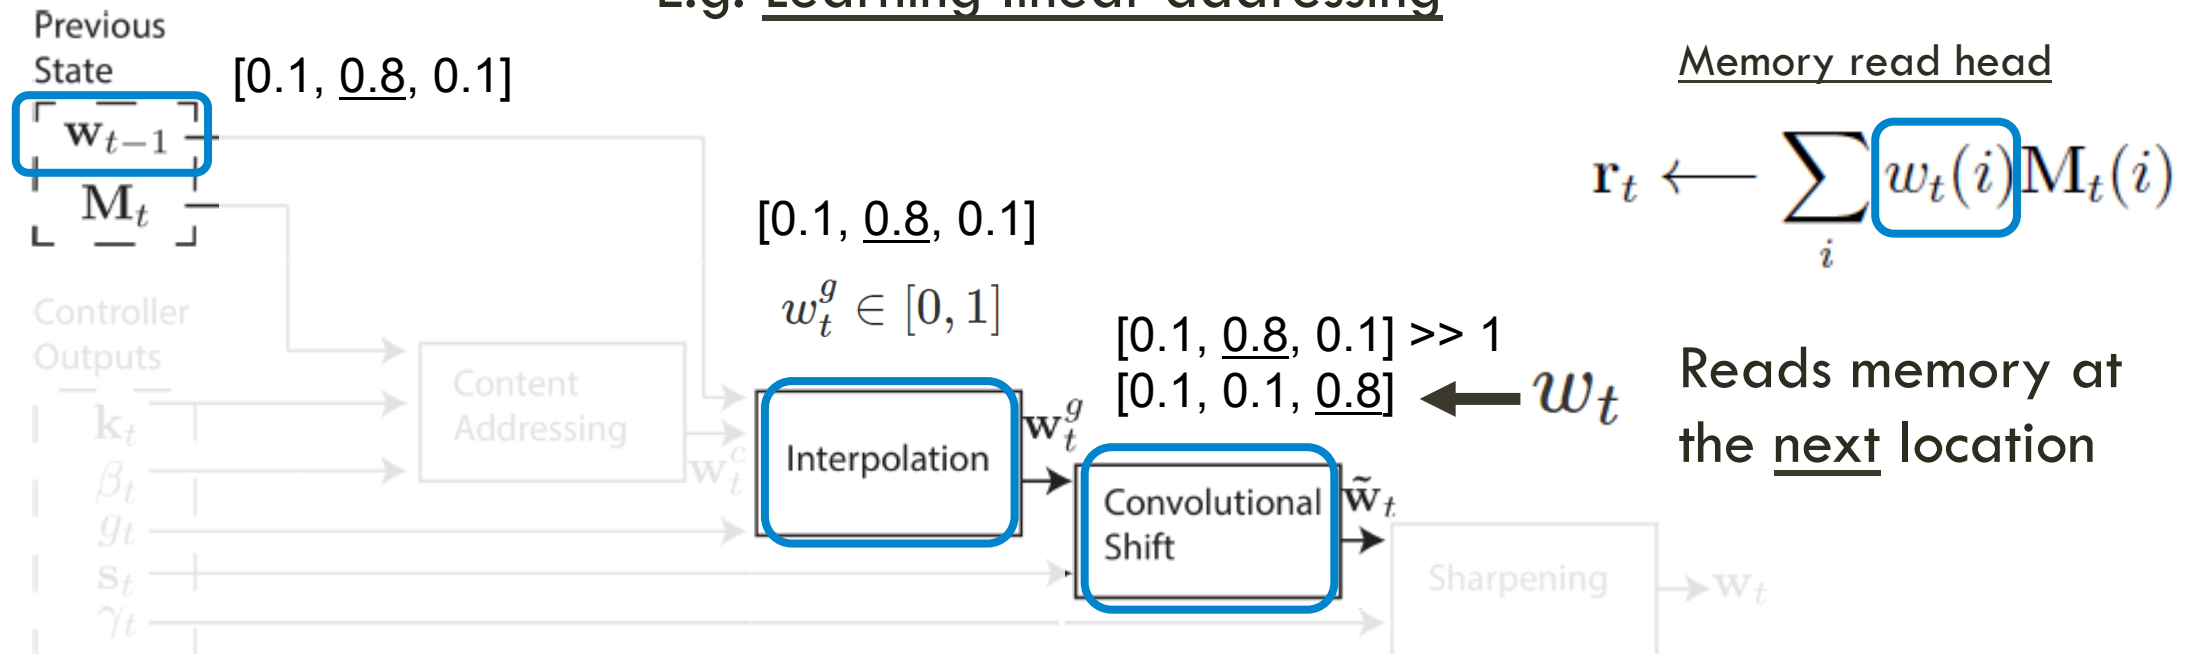 E.g. Learning linear addressing
Previous
State
[0.1, 0.8, 0.1]
w_{t−1}
M_t
Memory read head
r_t ⟵ ∑_i w_t(i)M_t(i)
[0.1, 0.8, 0.1]
w_t^g ∈ [0, 1]
Controller
Outputs
k_t
β_t
g_t
s_t
γ_t
Content
Addressing
w_t^c
Interpolation
w_t^g
[0.1, 0.8, 0.1] >> 1
[0.1, 0.1, 0.8] ← w_t
Convolutional
Shift
w̃_t
Sharpening
w_t
Reads memory at
the next location